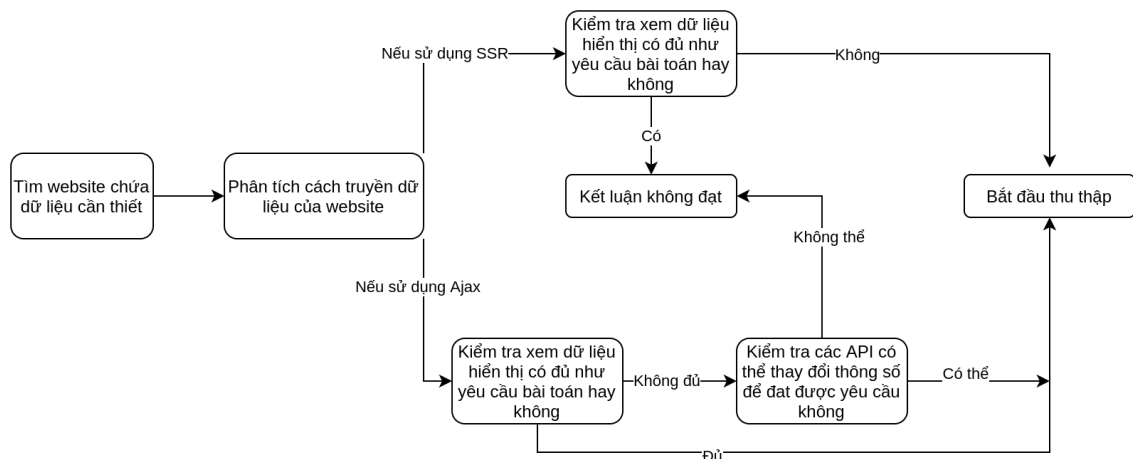 Kiểm tra xem dữ liệu
hiển thị có đủ như
yêu cầu bài toán hay
không
Nếu sử dụng SSR
Không
Có
Tìm website chứa
dữ liệu cần thiết
Phân tích cách truyền dữ
liệu của website
Kết luận không đạt
Bắt đầu thu thập
Không thể
Nếu sử dụng Ajax
Kiểm tra xem dữ liệu
hiển thị có đủ như
yêu cầu bài toán hay
không
Không đủ
Kiểm tra các API có
thể thay đổi thông số
để đat được yêu cầu
không
Có thể
Đủ